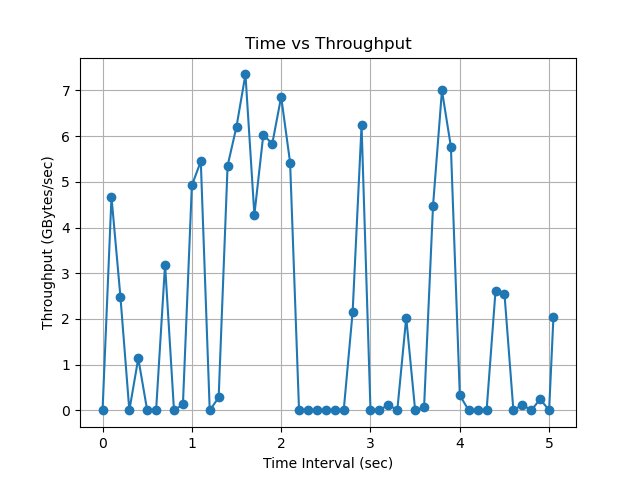 Time vs Throughput
Throughput (GBytes/sec)
7
6
5
4
3
2
1
0
0 1 2 3 4 5
Time Interval (sec)